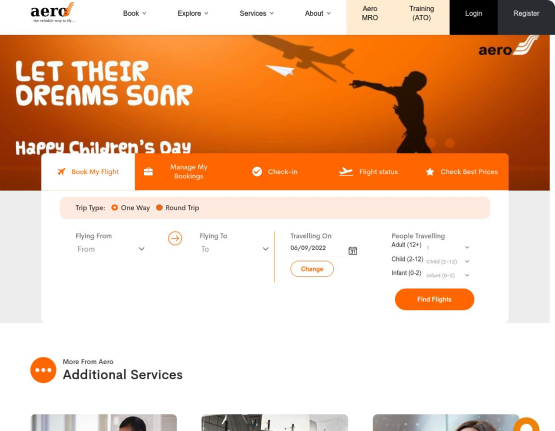 aero
the reliable way to fly...
Book
Explore
Services
About
Aero
MRO
Training
(ATO)
Login
Register
aero
LET THEIR
DREAMS SOAR
Happy Children's Day
Book My Flight
Manage My
Bookings
Check-in
Flight status
Check Best Prices
Trip Type: One Way Round Trip
Flying From
From
Flying To
To
Travelling On
06/09/2022
Change
People Travelling
Adult (12+) 1
Child (2-12) Child (2-12)
Infant (0-2) Infant (0-2)
Find Flights
More From Aero
Additional Services